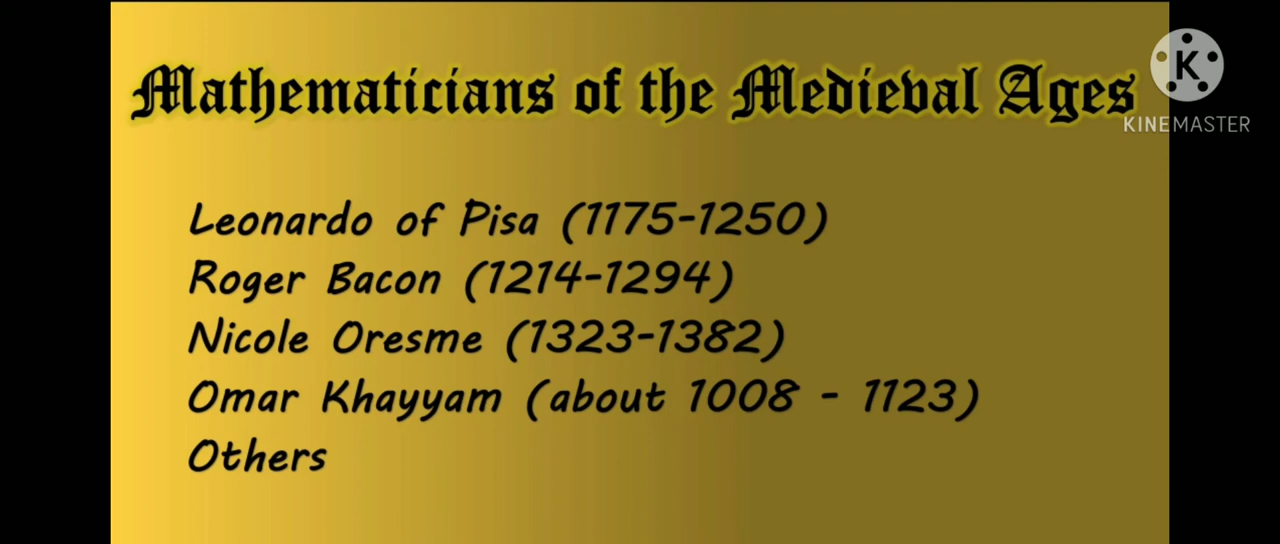 Mathematicians of the Medieval Ages
K
KINEMASTER
Leonardo of Pisa (1175-1250)
Roger Bacon (1214-1294)
Nicole Oresme (1323-1382)
Omar Khayyam (about 1008 - 1123)
Others